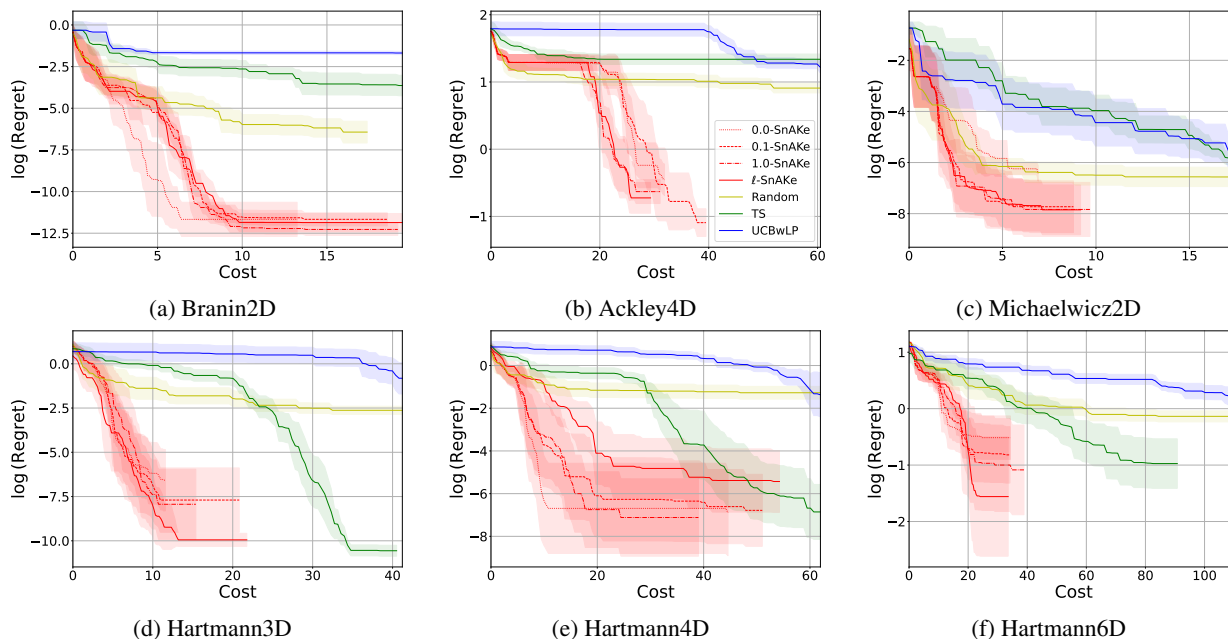 0.0
−2.5
−5.0
−7.5
−10.0
−12.5
log (Regret)
0 5 10 15
Cost
(a) Branin2D
2
1
0
−1
log (Regret)
0 20 40 60
Cost
0.0-SnAKe
0.1-SnAKe
1.0-SnAKe
ℓ-SnAKe
Random
TS
UCBwLP
(b) Ackley4D
−2
−4
−6
−8
log (Regret)
0 5 10 15
Cost
(c) Michaelwicz2D
0.0
−2.5
−5.0
−7.5
−10.0
log (Regret)
0 10 20 30 40
Cost
(d) Hartmann3D
0
−2
−4
−6
−8
log (Regret)
0 20 40 60
Cost
(e) Hartmann4D
1
0
−1
−2
log (Regret)
0 20 40 60 80 100
Cost
(f) Hartmann6D